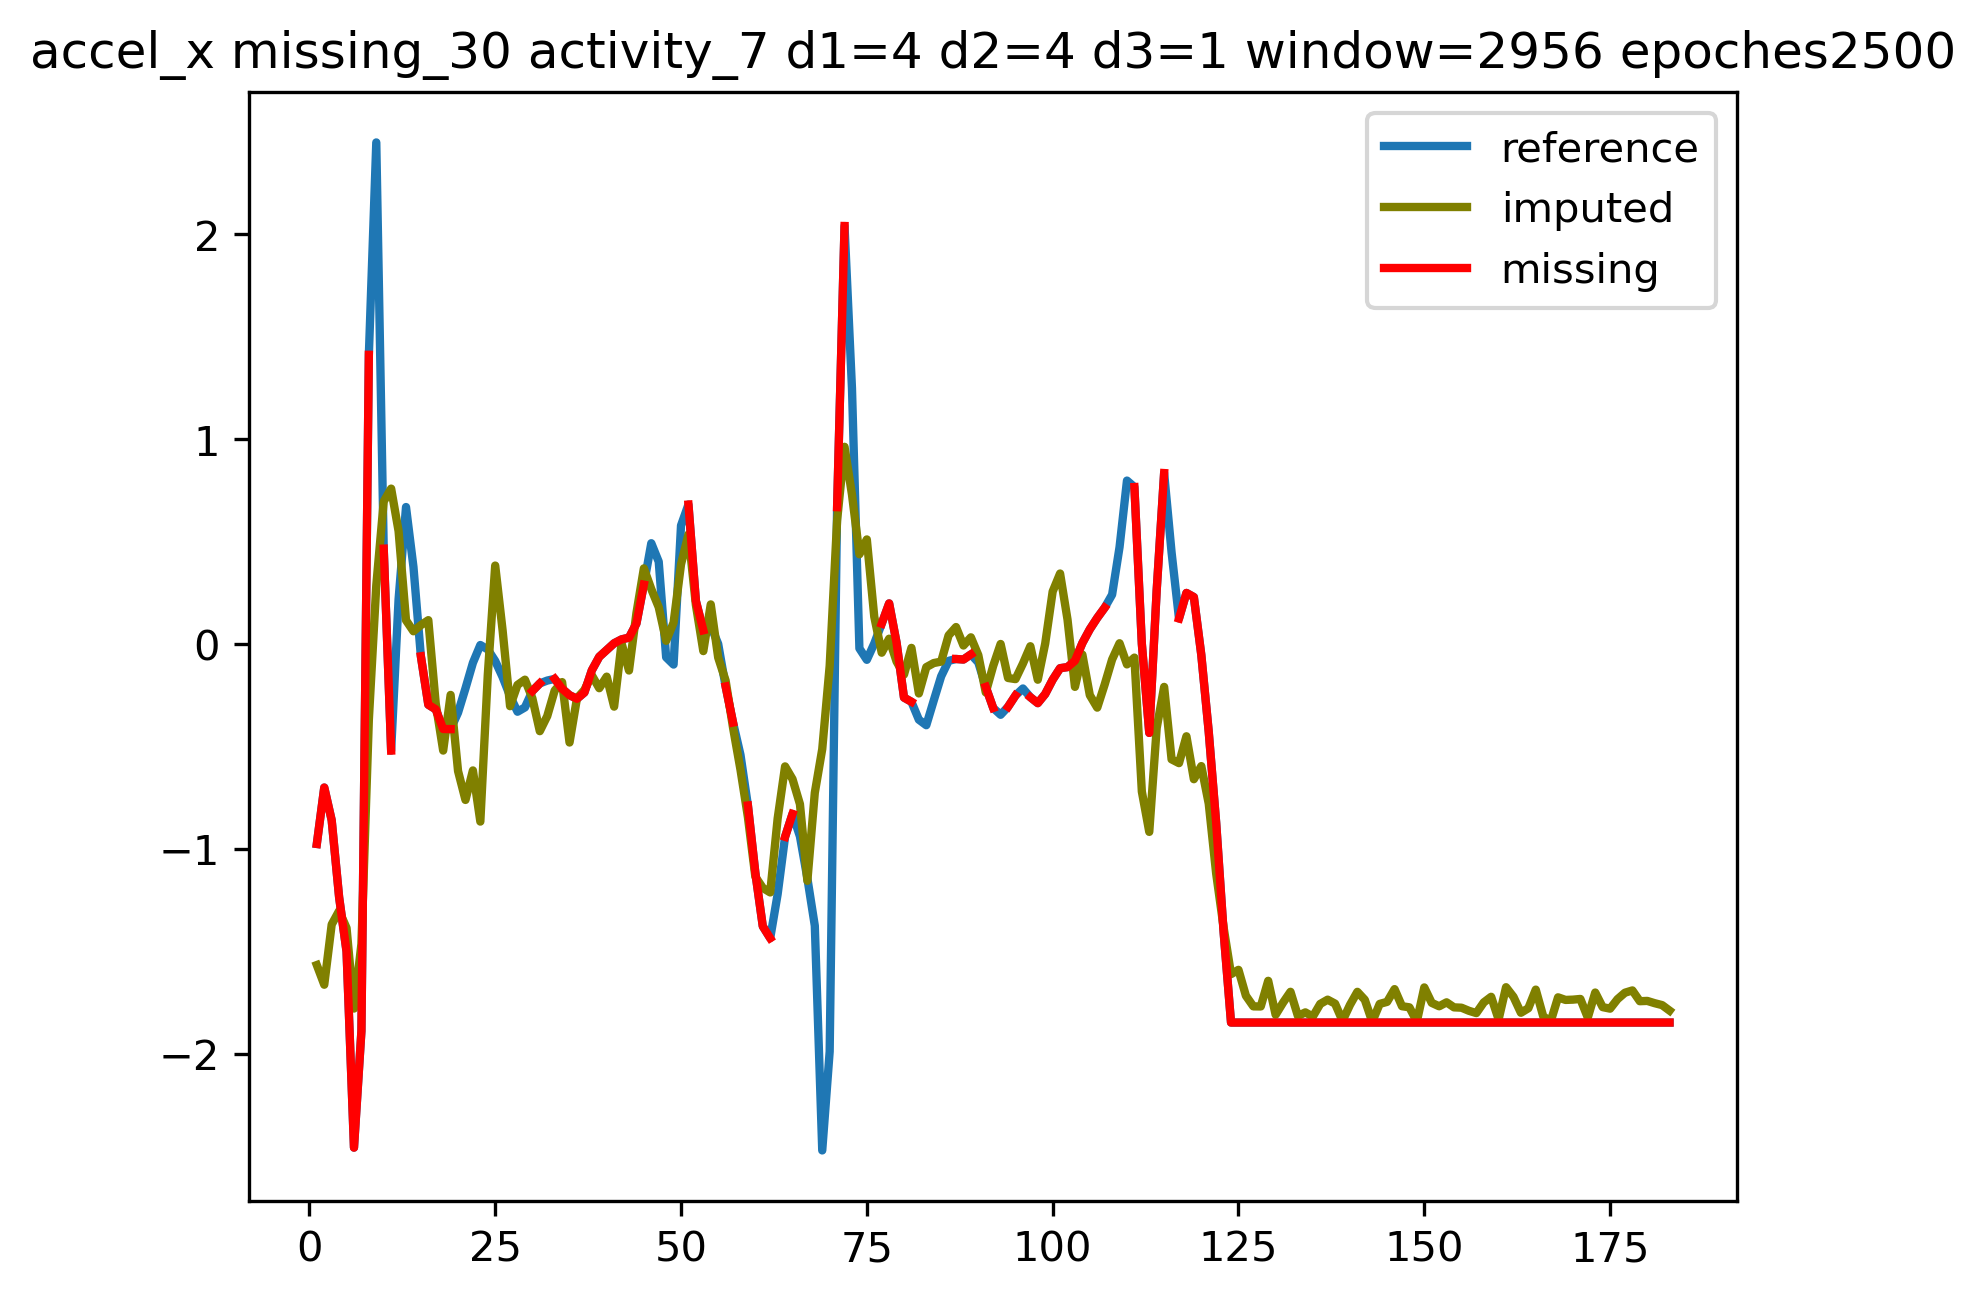 accel_x missing_30 activity_7 d1=4 d2=4 d3=1 window=2956 epoches2500
reference
imputed
missing
2
1
0
−1
−2
0 25 50 75 100 125 150 175